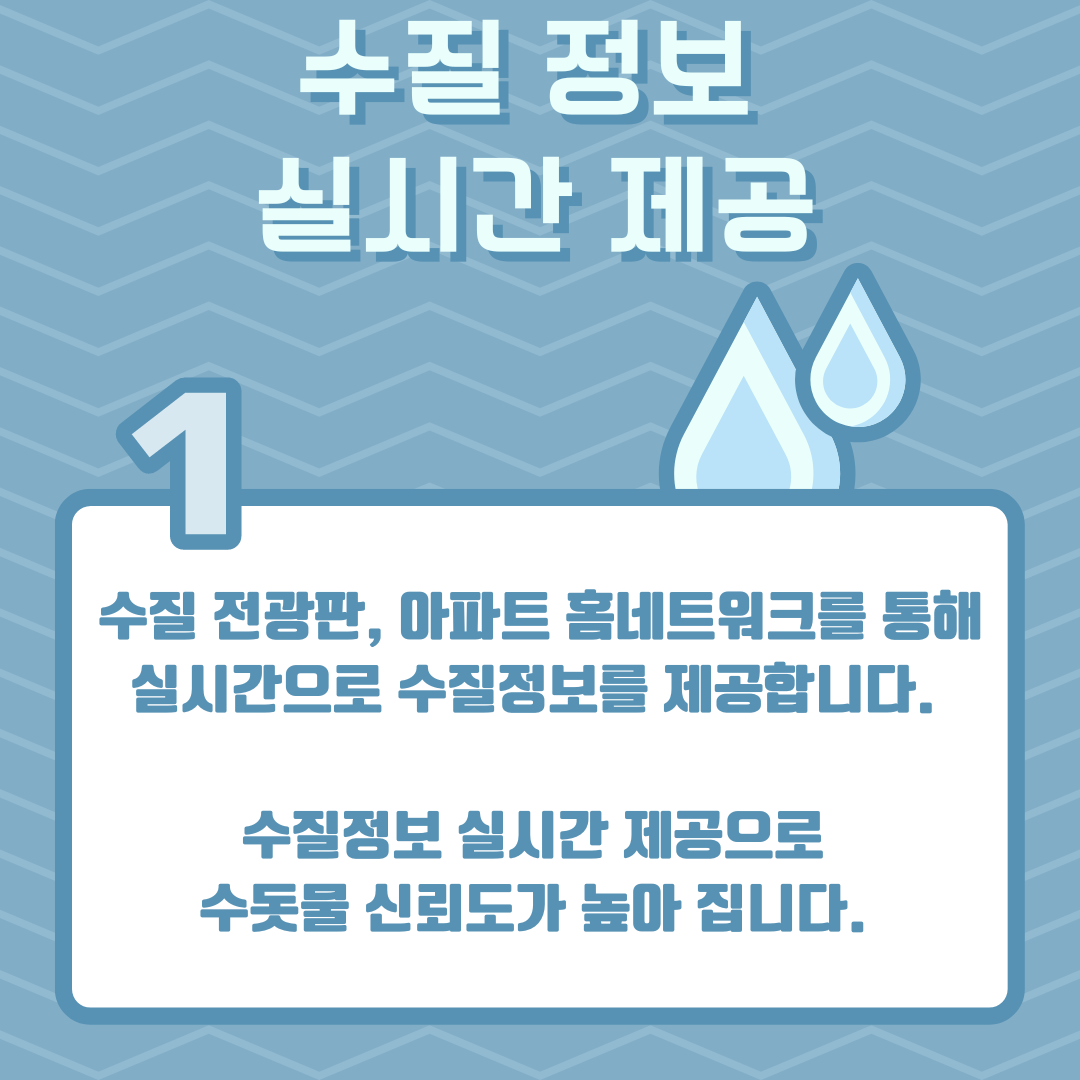 수질 정보
실시간 제공
1
수질 전광판, 아파트 홈네트워크를 통해
실시간으로 수질정보를 제공합니다.
수질정보 실시간 제공으로
수돗물 신뢰도가 높아 집니다.